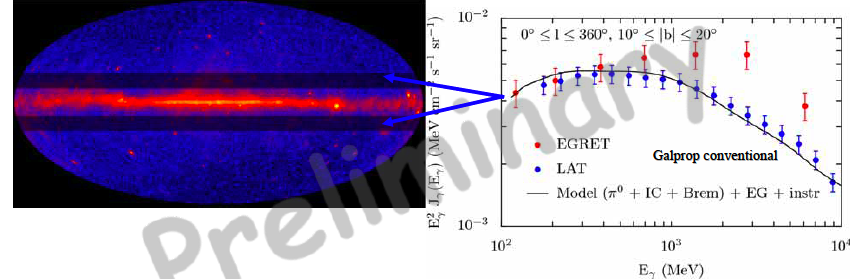 10⁻²
0° ≤ l ≤ 360°, 10° ≤ |b| ≤ 20°
E²γ Jγ(Eγ) (MeV cm⁻² s⁻¹ sr⁻¹)
EGRET
Galprop conventional
LAT
Model (π⁰ + IC + Brem) + EG + instr
10⁻³
10² 10³ 10⁴
Eγ (MeV)
Preliminary